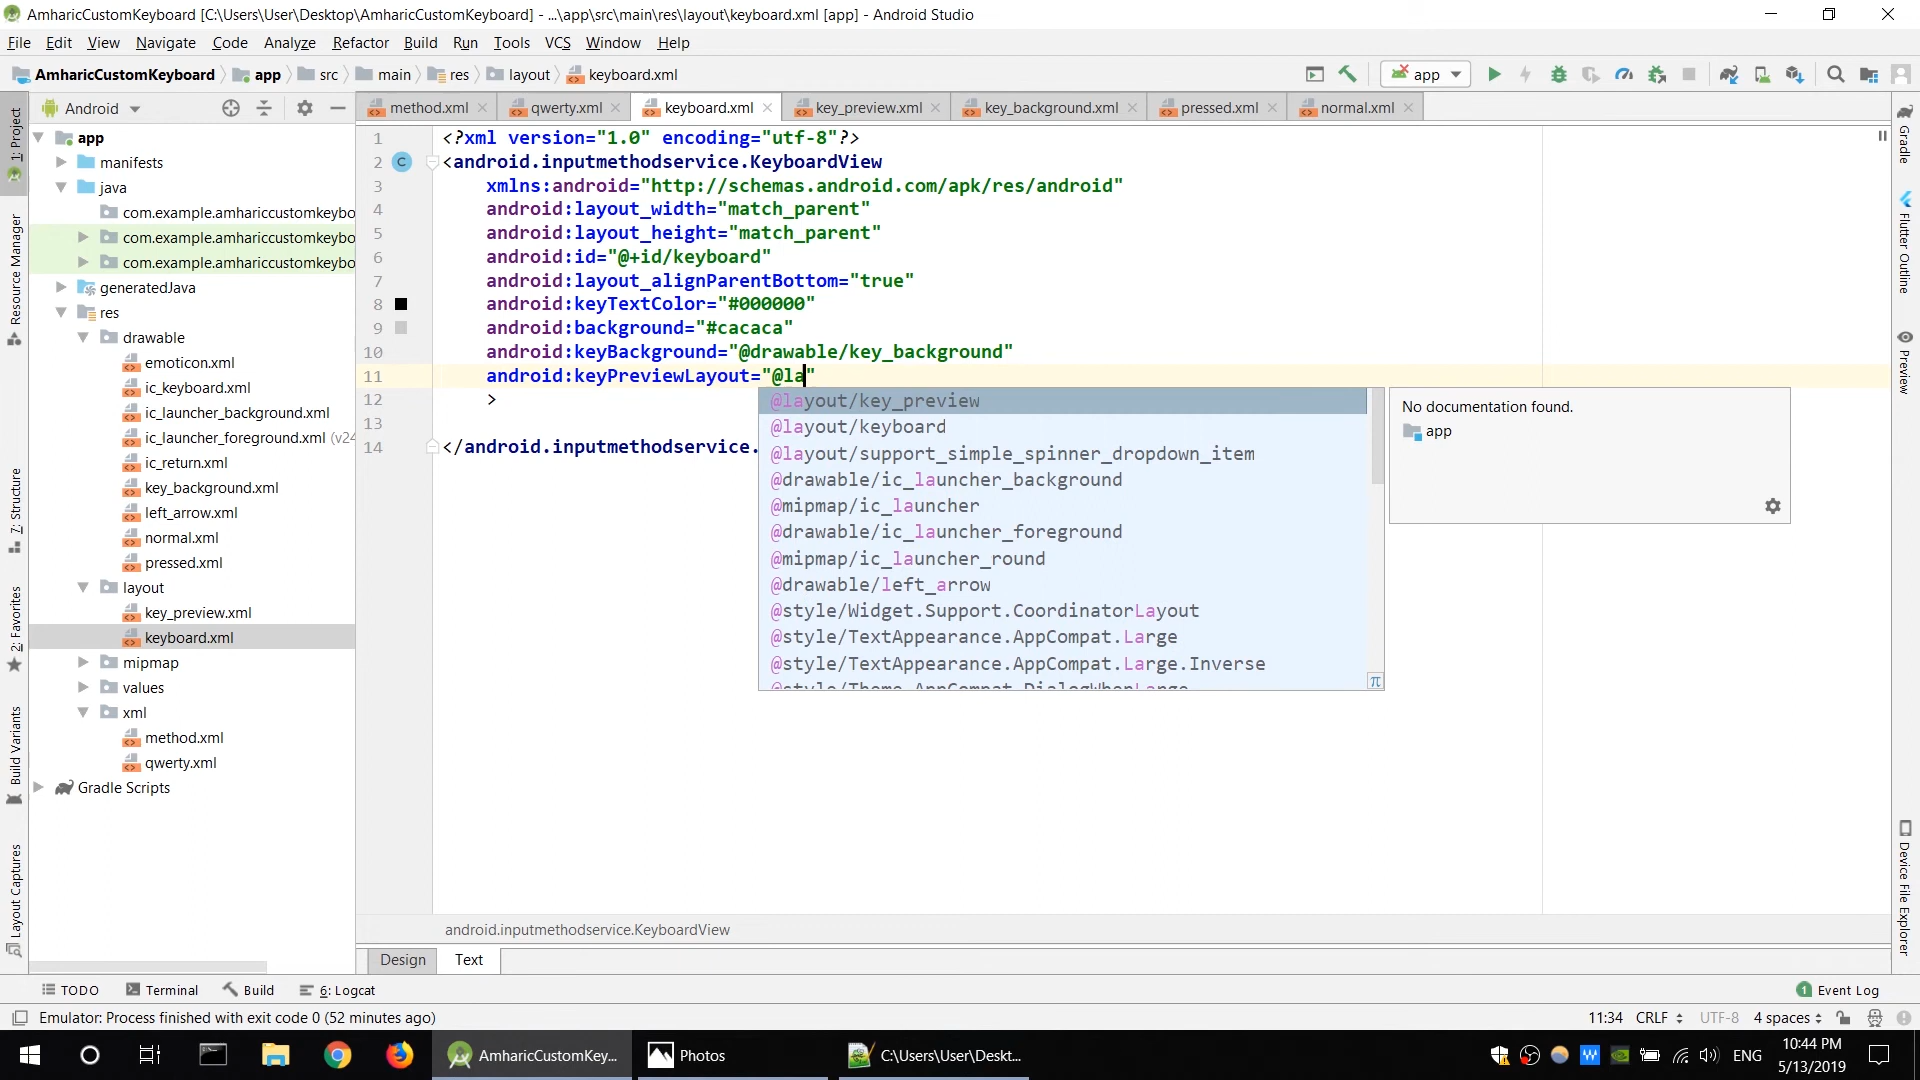 AmharicCustomKeyboard [C:\Users\User\Desktop\AmharicCustomKeyboard] - ...\app\src\main\res\layout\keyboard.xml [app] - Android Studio
File Edit View Navigate Code Analyze Refactor Build Run Tools VCS Window Help
AmharicCustomKeyboard app src main res layout keyboard.xml
app
Android
method.xml qwerty.xml keyboard.xml key_preview.xml key_background.xml pressed.xml normal.xml
1: Project
Resource Manager
7: Structure
2: Favorites
Build Variants
Layout Captures
app
manifests
java
com.example.amhariccustomkeybo
com.example.amhariccustomkeybo
com.example.amhariccustomkeybo
generatedJava
res
drawable
emoticon.xml
ic_keyboard.xml
ic_launcher_background.xml
ic_launcher_foreground.xml (v24
ic_return.xml
key_background.xml
left_arrow.xml
normal.xml
pressed.xml
layout
key_preview.xml
keyboard.xml
mipmap
values
xml
method.xml
qwerty.xml
Gradle Scripts
1 <?xml version="1.0" encoding="utf-8"?>
2 C <android.inputmethodservice.KeyboardView
3 xmlns:android="http://schemas.android.com/apk/res/android"
4 android:layout_width="match_parent"
5 android:layout_height="match_parent"
6 android:id="@+id/keyboard"
7 android:layout_alignParentBottom="true"
8 android:keyTextColor="#000000"
9 android:background="#cacaca"
10 android:keyBackground="@drawable/key_background"
11 android:keyPreviewLayout="@la"
12 >
13
14 </android.inputmethodservice.
@layout/key_preview
@layout/keyboard
@layout/support_simple_spinner_dropdown_item
@drawable/ic_launcher_background
@mipmap/ic_launcher
@drawable/ic_launcher_foreground
@mipmap/ic_launcher_round
@drawable/left_arrow
@style/Widget.Support.CoordinatorLayout
@style/TextAppearance.AppCompat.Large
@style/TextAppearance.AppCompat.Large.Inverse
@style/Theme.AppCompat.DialogWhenLarge
π
No documentation found.
app
Gradle
Flutter Outline
Preview
Device File Explorer
android.inputmethodservice.KeyboardView
Design Text
TODO Terminal Build 6: Logcat 1 Event Log
Emulator: Process finished with exit code 0 (52 minutes ago) 11:34 CRLF UTF-8 4 spaces
AmharicCustomKey... Photos C:\Users\User\Deskt... ENG
10:44 PM
5/13/2019